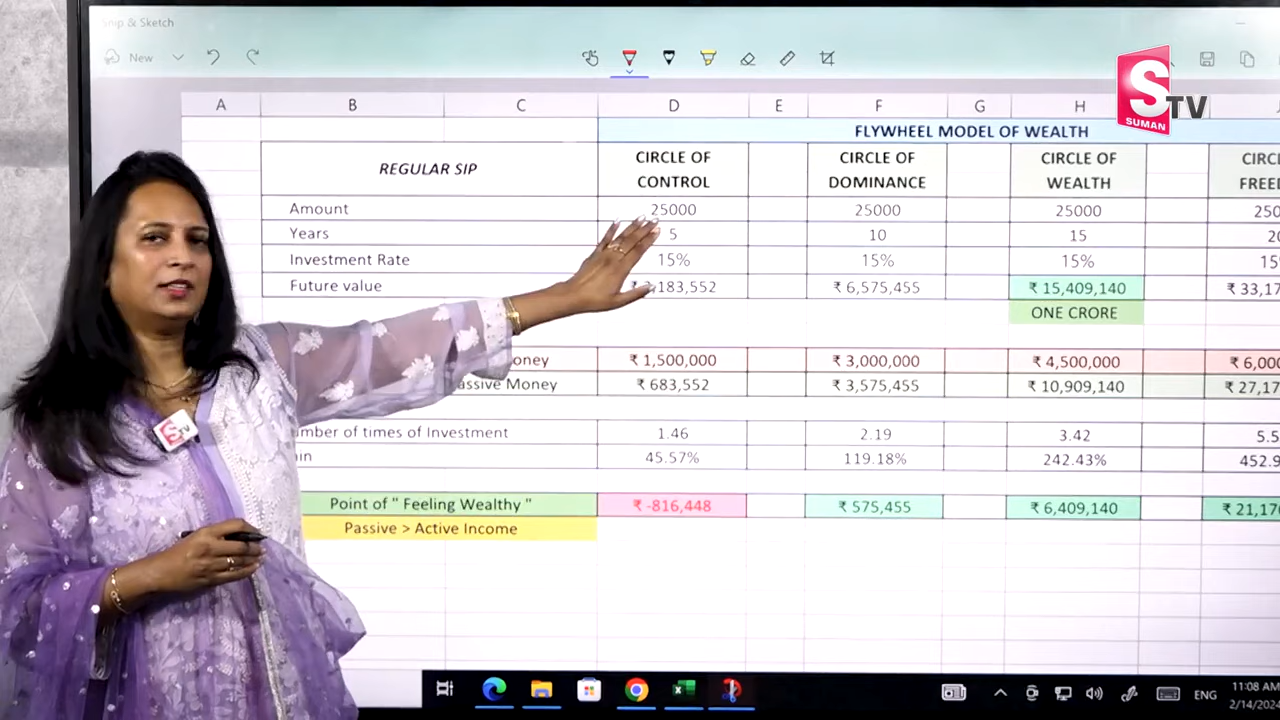 Snip & Sketch
New
S
TV
SUMAN
A B C D E F G H
FLYWHEEL MODEL OF WEALTH
REGULAR SIP CIRCLE OF CONTROL CIRCLE OF DOMINANCE CIRCLE OF WEALTH
Amount 25000 25000 25000
Years 5 10 15
Investment Rate 15% 15% 15% 15%
Future value 183,552 ₹ 6,575,455 ₹ 15,409,140
ONE CRORE
₹ 1,500,000 ₹ 3,000,000 ₹ 4,500,000
Money ₹ 683,552 ₹ 3,575,455 ₹ 10,909,140
of times of Investment 1.46 2.19 3.42
45.57% 119.18% 242.43%
Point of " Feeling Wealthy " ₹ -816,448 ₹ 575,455 ₹ 6,409,140
Passive > Active Income
STV
ENG
11:08 AM